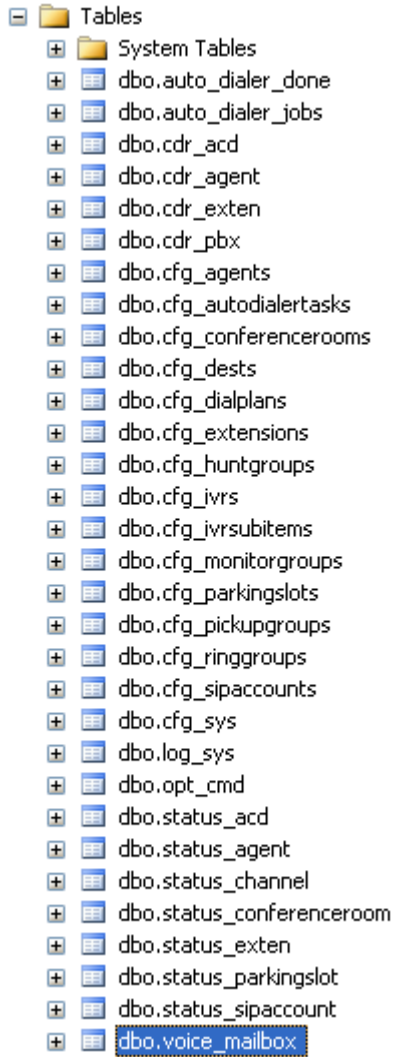 Tables
System Tables
dbo.auto_dialer_done
dbo.auto_dialer_jobs
dbo.cdr_acd
dbo.cdr_agent
dbo.cdr_exten
dbo.cdr_pbx
dbo.cfg_agents
dbo.cfg_autodialertasks
dbo.cfg_conferencerooms
dbo.cfg_dests
dbo.cfg_dialplans
dbo.cfg_extensions
dbo.cfg_huntgroups
dbo.cfg_ivrs
dbo.cfg_ivrsubitems
dbo.cfg_monitorgroups
dbo.cfg_parkingslots
dbo.cfg_pickupgroups
dbo.cfg_ringgroups
dbo.cfg_sipaccounts
dbo.cfg_sys
dbo.log_sys
dbo.opt_cmd
dbo.status_acd
dbo.status_agent
dbo.status_channel
dbo.status_conferenceroom
dbo.status_exten
dbo.status_parkingslot
dbo.status_sipaccount
dbo.voice_mailbox